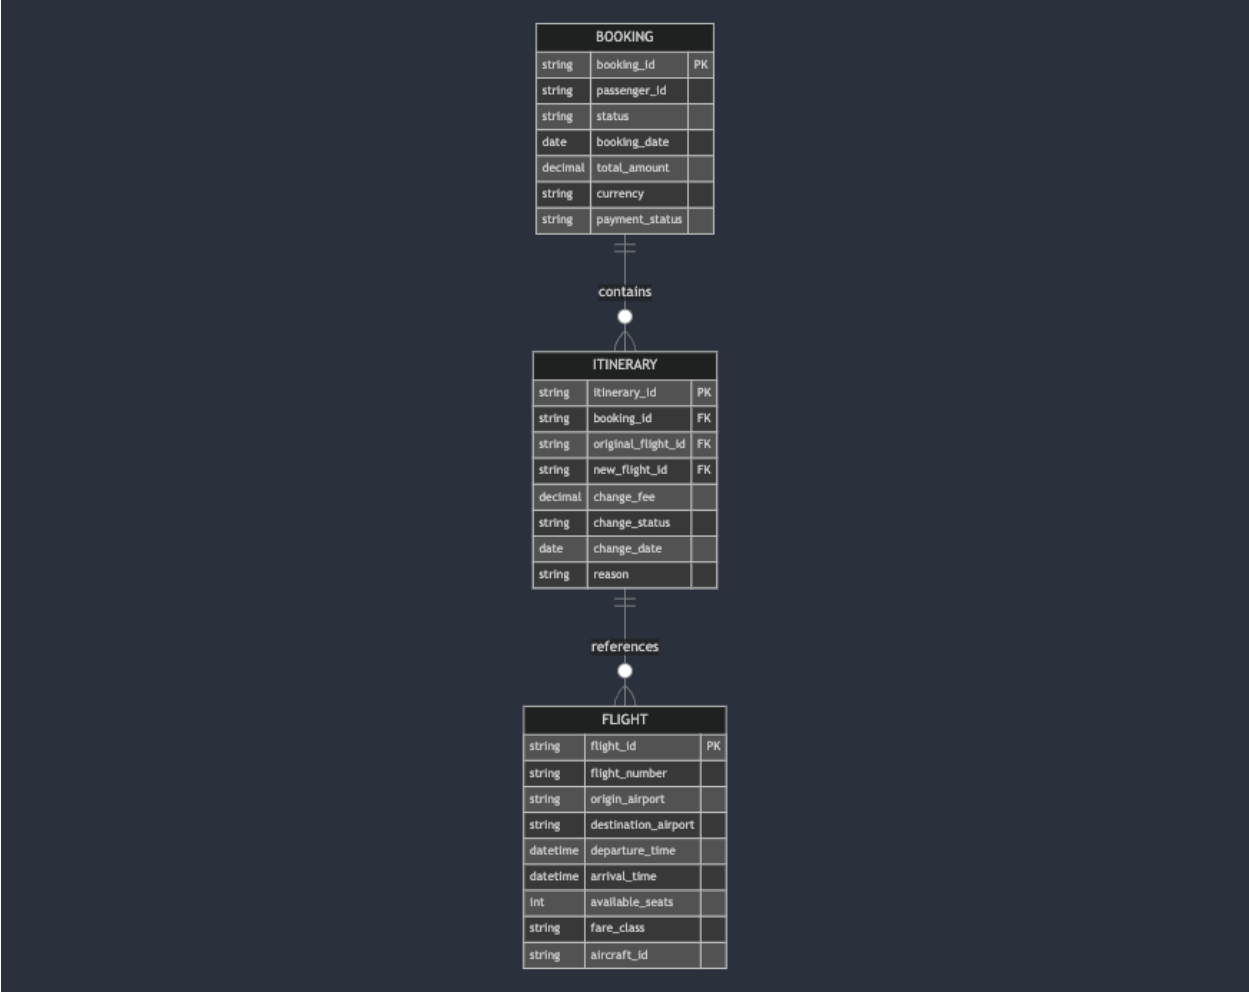 BOOKING
string booking_id PK
string passenger_id
string status
date booking_date
decimal total_amount
string currency
string payment_status
contains
ITINERARY
string itinerary_id PK
string booking_id FK
string original_flight_id FK
string new_flight_id FK
decimal change_fee
string change_status
date change_date
string reason
references
FLIGHT
string flight_id PK
string flight_number
string origin_airport
string destination_airport
datetime departure_time
datetime arrival_time
int available_seats
string fare_class
string aircraft_id